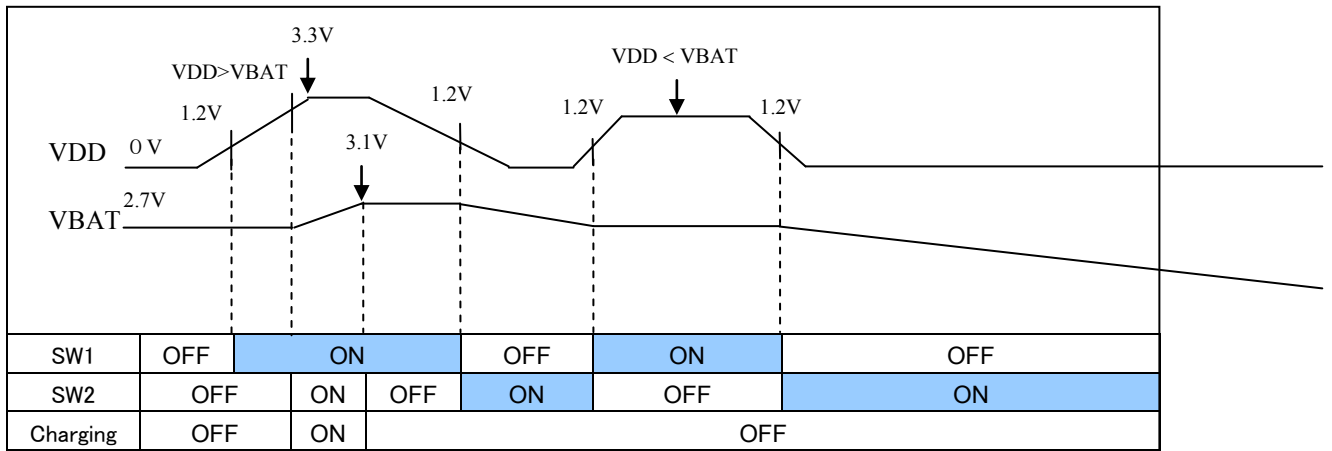 3.3V
VDD < VBAT
VDD>VBAT
1.2V
1.2V
1.2V
1.2V
3.1V
VDD 0 V
2.7V
VBAT
SW1 OFF ON OFF ON OFF
SW2 OFF ON OFF ON OFF ON
Charging OFF ON OFF